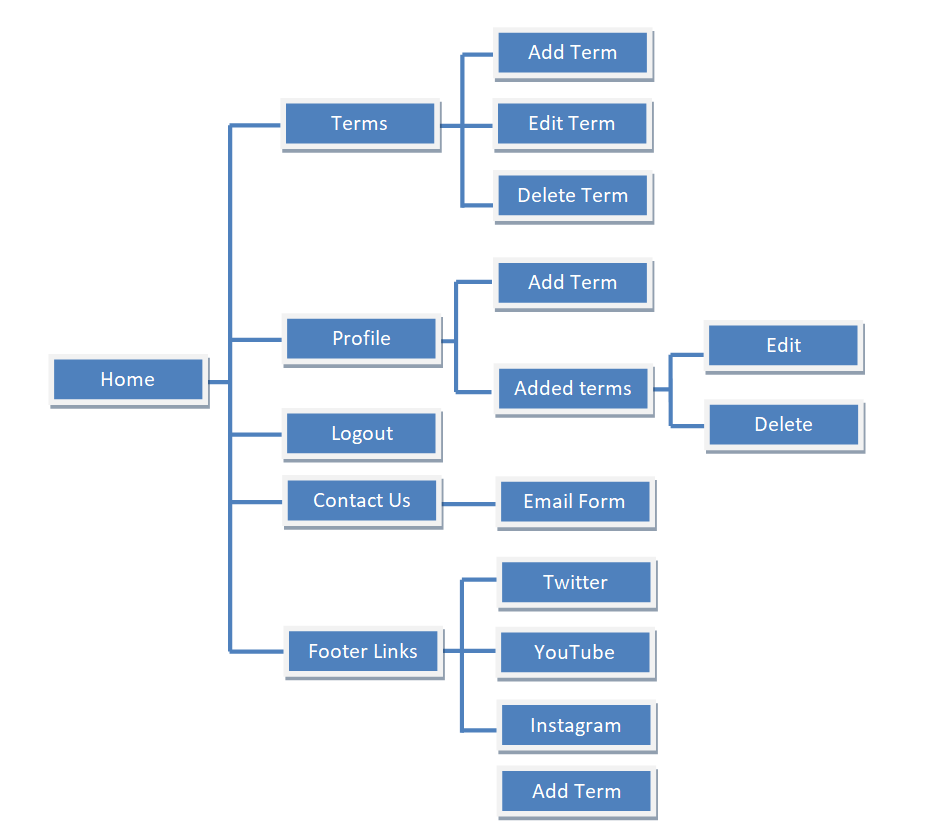 Home
Terms
Add Term
Edit Term
Delete Term
Profile
Add Term
Added terms
Edit
Delete
Logout
Contact Us
Email Form
Footer Links
Twitter
YouTube
Instagram
Add Term